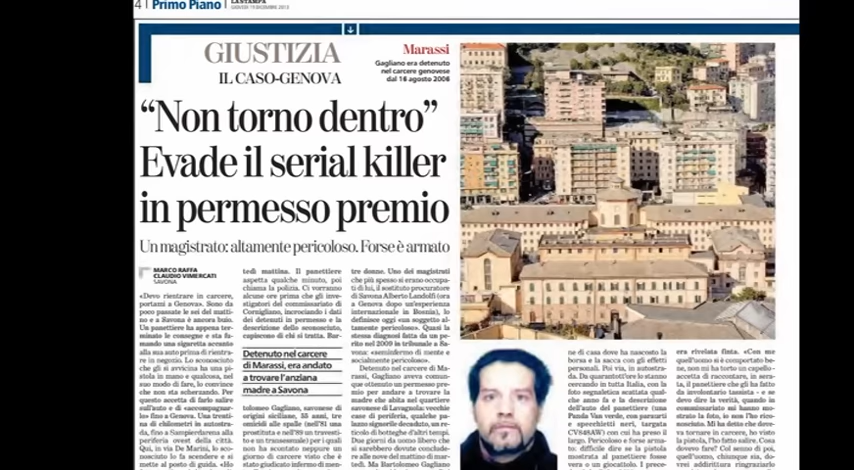 4
Primo Piano
LA STAMPA
GIOVEDÌ 19 DICEMBRE 2013
GIUSTIZIA
IL CASO-GENOVA
Marassi
Gagliano era detenuto
nel carcere genovese
dal 18 agosto 2006
“Non torno dentro”
Evade il serial killer
in permesso premio
Un magistrato: altamente pericoloso. Forse è armato
MARCO RAFFA
CLAUDIO VIMERCATI
SAVONA
«Devo rientrare in carcere,
portami a Genova». Sono da
poco passate le sei del matti-
no e a Savona è ancora buio.
Un panettiere ha appena ter-
minato le consegne e sta fu-
mando una sigaretta accanto
alla sua auto prima di rientra-
re in negozio. Lo sconosciuto
che gli si avvicina ha una pi-
stola in mano e qualcosa, nel
suo modo di fare, lo convince
che non sta scherzando. Per
questo accetta di farlo salire
sull'auto e di «accompagnar-
lo» fino a Genova. Una trenti-
na di chilometri in autostra-
da, fino a Sampierdarena alla
periferia ovest della città.
Qui, in via De Marini, lo sco-
nosciuto lo fa scendere e si
mette al posto di guida. «Ho
tedì mattina. Il panettiere
aspetta qualche minuto, poi
chiama la polizia. Ci vorranno
alcune ore prima che gli inve-
stigatori del commissariato di
Cornigliano, incrociando i dati
dei detenuti in permesso e la
descrizione dello sconosciuto,
capiscono di chi si tratta. Bar-
Detenuto nel carcere
di Marassi, era andato
a trovare l'anziana
madre a Savona
tolomeo Gagliano, savonese di
origini siciliane, 55 anni, tre
omicidi alle spalle (nell'81 una
prostituta e nell'89 un travesti-
to e un transessuale) per i quali
non ha scontato neppure un
giorno di carcere visto che è
stato giudicato infermo di men-
tre donne. Uno dei magistrati
che più spesso si erano occupa-
ti di lui, il sostituto procuratore
di Savona Alberto Landolfi (ora
a Genova dopo un'esperienza
internazionale in Bosnia), lo
definisce oggi «un soggetto al-
tamente pericoloso». Quasi la
stessa diagnosi fatta da un pe-
rito nel 2009 in tribunale a Sa-
vona: «seminfermo di mente e
socialmente pericoloso».
Detenuto nel carcere di Ma-
rassi, Gagliano aveva comun-
que ottenuto un permesso per
andare a trovare la madre che
abita nel quartiere savonese di
Lavagnola: vecchie case di
periferia, qualche pa-
lazzo signorile decaduto, un re-
ticolo di botteghe d'altri tempi.
Due giorni da uomo libero che
si sarebbero dovute conclude-
re alle nove del mattino di mar-
tedì. Ma Bartolomeo Gagliano
ne di casa dove ha nascosto la
borsa e la sacca con gli effetti
personali. Poi via, in autostra-
da. Da quarantott'ore lo stanno
cercando in tutta Italia, con la
foto segnaletica scattata qual-
che anno fa e la descrizione
dell'auto del panettiere (una
Panda Van verde, con paraurti
e specchietti neri, targata
CV848AW) con cui ha preso il
largo. Pericoloso e forse arma-
to: difficile dire se la pistola
mostrata al panettiere fosse
vera o un giocattolo. I prece-
era rivelata finta. «Con me
quell'uomo si è comportato be-
ne, non mi ha torto un capello-
accetta di raccontare, in secra-
ta, il panettiere che gli ha fatto
da involontario tassista - e
se devo dire la verità, quando in
commissariato mi hanno mo-
strato la foto, io non l'ho ricono-
sciuto. Mi ha detto che dove-
va tornare in carcere, ho visto
la pistola, l'ho fatto salire. Cosa
dovevo fare? Col senno di poi,
quell'uomo, chiunque sia, do-
vrei addirittura ringraziarlo.